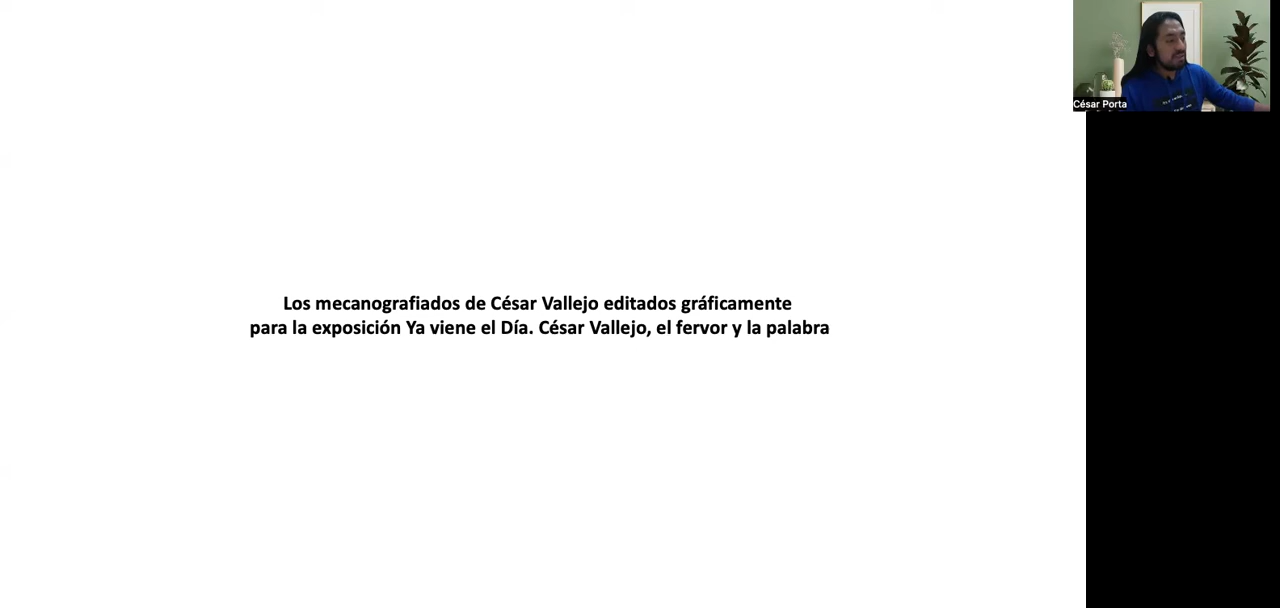 César Porta
Los mecanografiados de César Vallejo editados gráficamente
para la exposición Ya viene el Día. César Vallejo, el fervor y la palabra